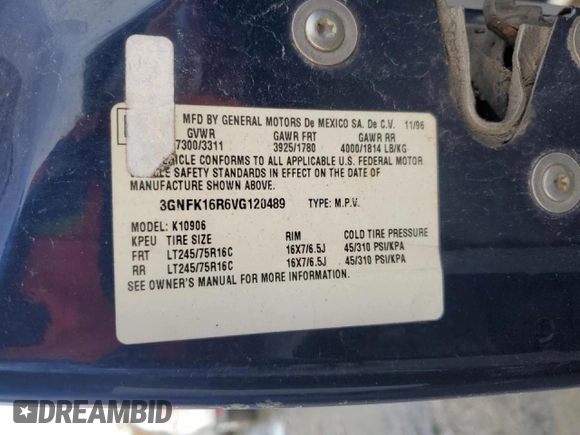 MFD BY GENERAL MOTORS De MEXICO SA. De C.V. 11/96
GVWR GAWR FRT GAWR RR
7300/3311 3925/1780 4000/1814 LB/KG
VEHICLE CONFORMS TO ALL APPLICABLE U.S. FEDERAL MOTOR
VEHICLE SAFETY STANDARDS IN EFFECT ON THE DATE OF
MANUFACTURE SHOWN ABOVE.
3GNFK16R6VG120489 TYPE: M.P.V.
MODEL: K10906
KPEU TIRE SIZE RIM COLD TIRE PRESSURE
FRT LT245/75R16C 16X7/6.5J 45/310 PSI/KPA
RR LT245/75R16C 16X7/6.5J 45/310 PSI/KPA
SEE OWNER'S MANUAL FOR MORE INFORMATION.
DREAMBID